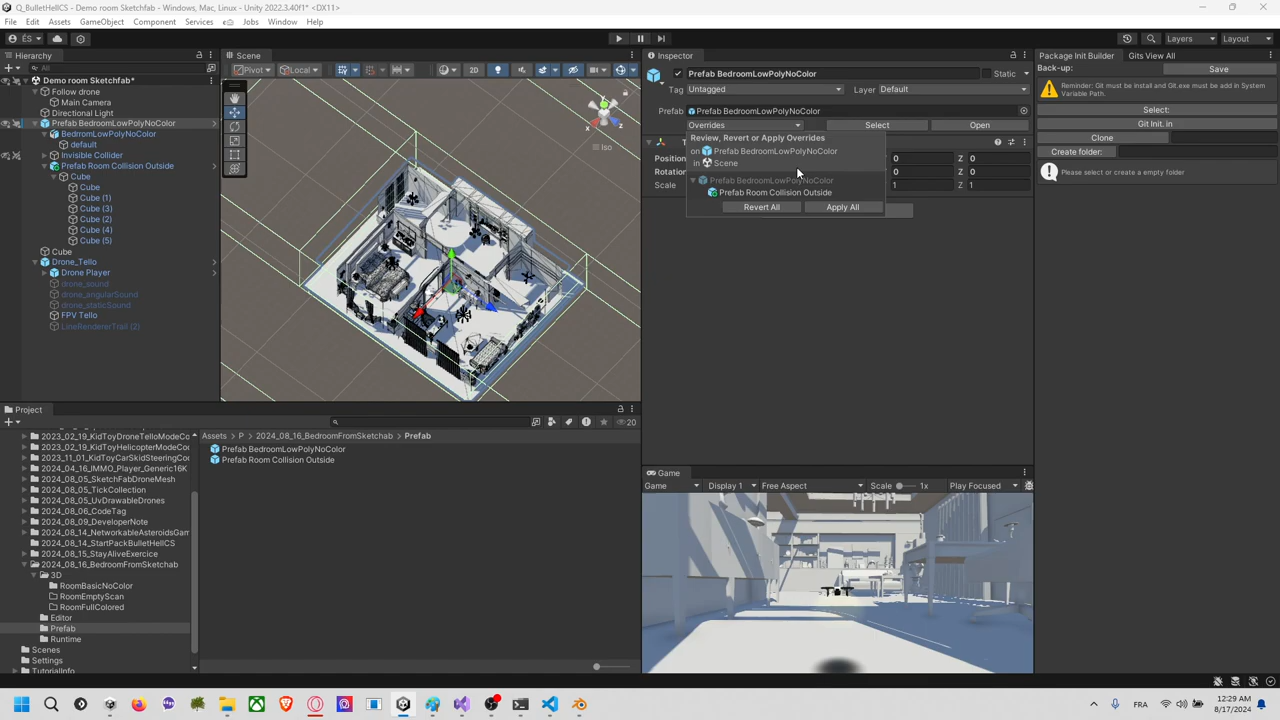 Q_BulletHellCS - Demo room Sketchfab - Windows, Mac, Linux - Unity 2022.3.40f1* <DX11>
File Edit Assets GameObject Component Services Jobs Window Help
ÉS Layers Layout
Hierarchy
All
Demo room Sketchfab*
Follow drone
Main Camera
Directional Light
Prefab BedroomLowPolyNoColor
BedrromLowPolyNoColor
default
Invisible Collider
Prefab Room Collision Outside
Cube
Cube
Cube (1)
Cube (3)
Cube (2)
Cube (4)
Cube (5)
Cube
Drone_Tello
Drone Player
drone_sound
drone_angularSound
drone_staticSound
FPV Tello
LineRendererTrail (2)
Scene
Pivot Local 2D
y
x z
Iso
Inspector
Prefab BedroomLowPolyNoColor Static
Tag Untagged Layer Default
Prefab Prefab BedroomLowPolyNoColor
Overrides Select Open
Review, Revert or Apply Overrides
on Prefab BedroomLowPolyNoColor
in Scene
Prefab BedroomLowPolyNoColor
Prefab Room Collision Outside
Revert All Apply All
Position 0 Z 0
Rotation 0 Z 0
Scale 1 Z 1
Package Init Builder Gits View All
Back-up: Save
Reminder: Git must be install and Git.exe must be add in System Variable Path.
Select:
Git Init. in
Clone
Create folder:
Please select or create a empty folder
Project
20
2023_02_19_KidToyDroneTelloModeCo
2023_02_19_KidToyHelicopterModeCo
2023_11_01_KidToyCarSkidSteeringCo
2024_04_16_IMMO_Player_Generic16K
2024_08_05_SketchFabDroneMesh
2024_08_05_TickCollection
2024_08_05_UvDrawableDrones
2024_08_06_CodeTag
2024_08_09_DeveloperNote
2024_08_14_NetworkableAsteroidsGam
2024_08_14_StartPackBulletHellCS
2024_08_15_StayAliveExercice
2024_08_16_BedroomFromSketchab
3D
RoomBasicNoColor
RoomEmptyScan
RoomFullColored
Editor
Prefab
Runtime
Scenes
Settings
TutorialInfo
Assets > P > 2024_08_16_BedroomFromSketchab > Prefab
Prefab BedroomLowPolyNoColor
Prefab Room Collision Outside
Game
Game Display 1 Free Aspect Scale 1x Play Focused
FRA
12:29 AM
8/17/2024